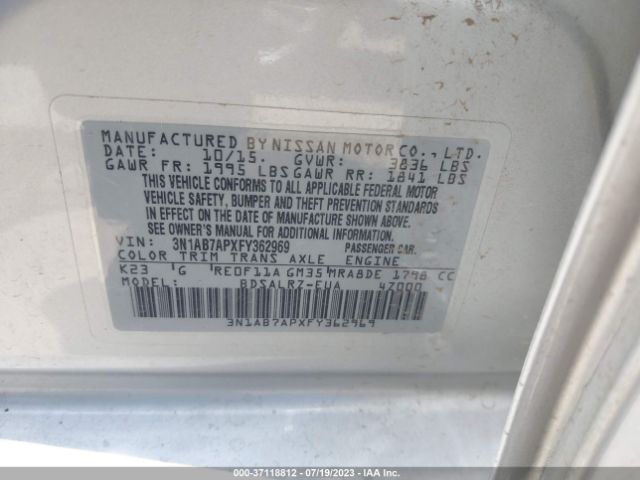 MANUFACTURED BY NISSAN MOTOR CO., LTD.
DATE: 10/15. GVWR: 3836 LBS
GAWR FR: 1995 LBS GAWR RR: 1841 LBS
THIS VEHICLE CONFORMS TO ALL APPLICABLE FEDERAL MOTOR
VEHICLE SAFETY, BUMPER AND THEFT PREVENTION STANDARDS
IN EFFECT ON THE DATE OF MANUFACTURE SHOWN ABOVE.
SEE OWNER'S MANUAL FOR ADDITIONAL INFORMATION
VIN: 3N1AB7APXFY362969 PASSENGER CAR.
COLOR TRIM TRANS AXLE ENGINE
K23 G RE0F11A GM35 MRA8DE 1798 CC
MODEL: BDSALRZ-EUA 47000
3N1AB7APXFY362969
000-37118812 - 07/19/2023 - IAAI.COM